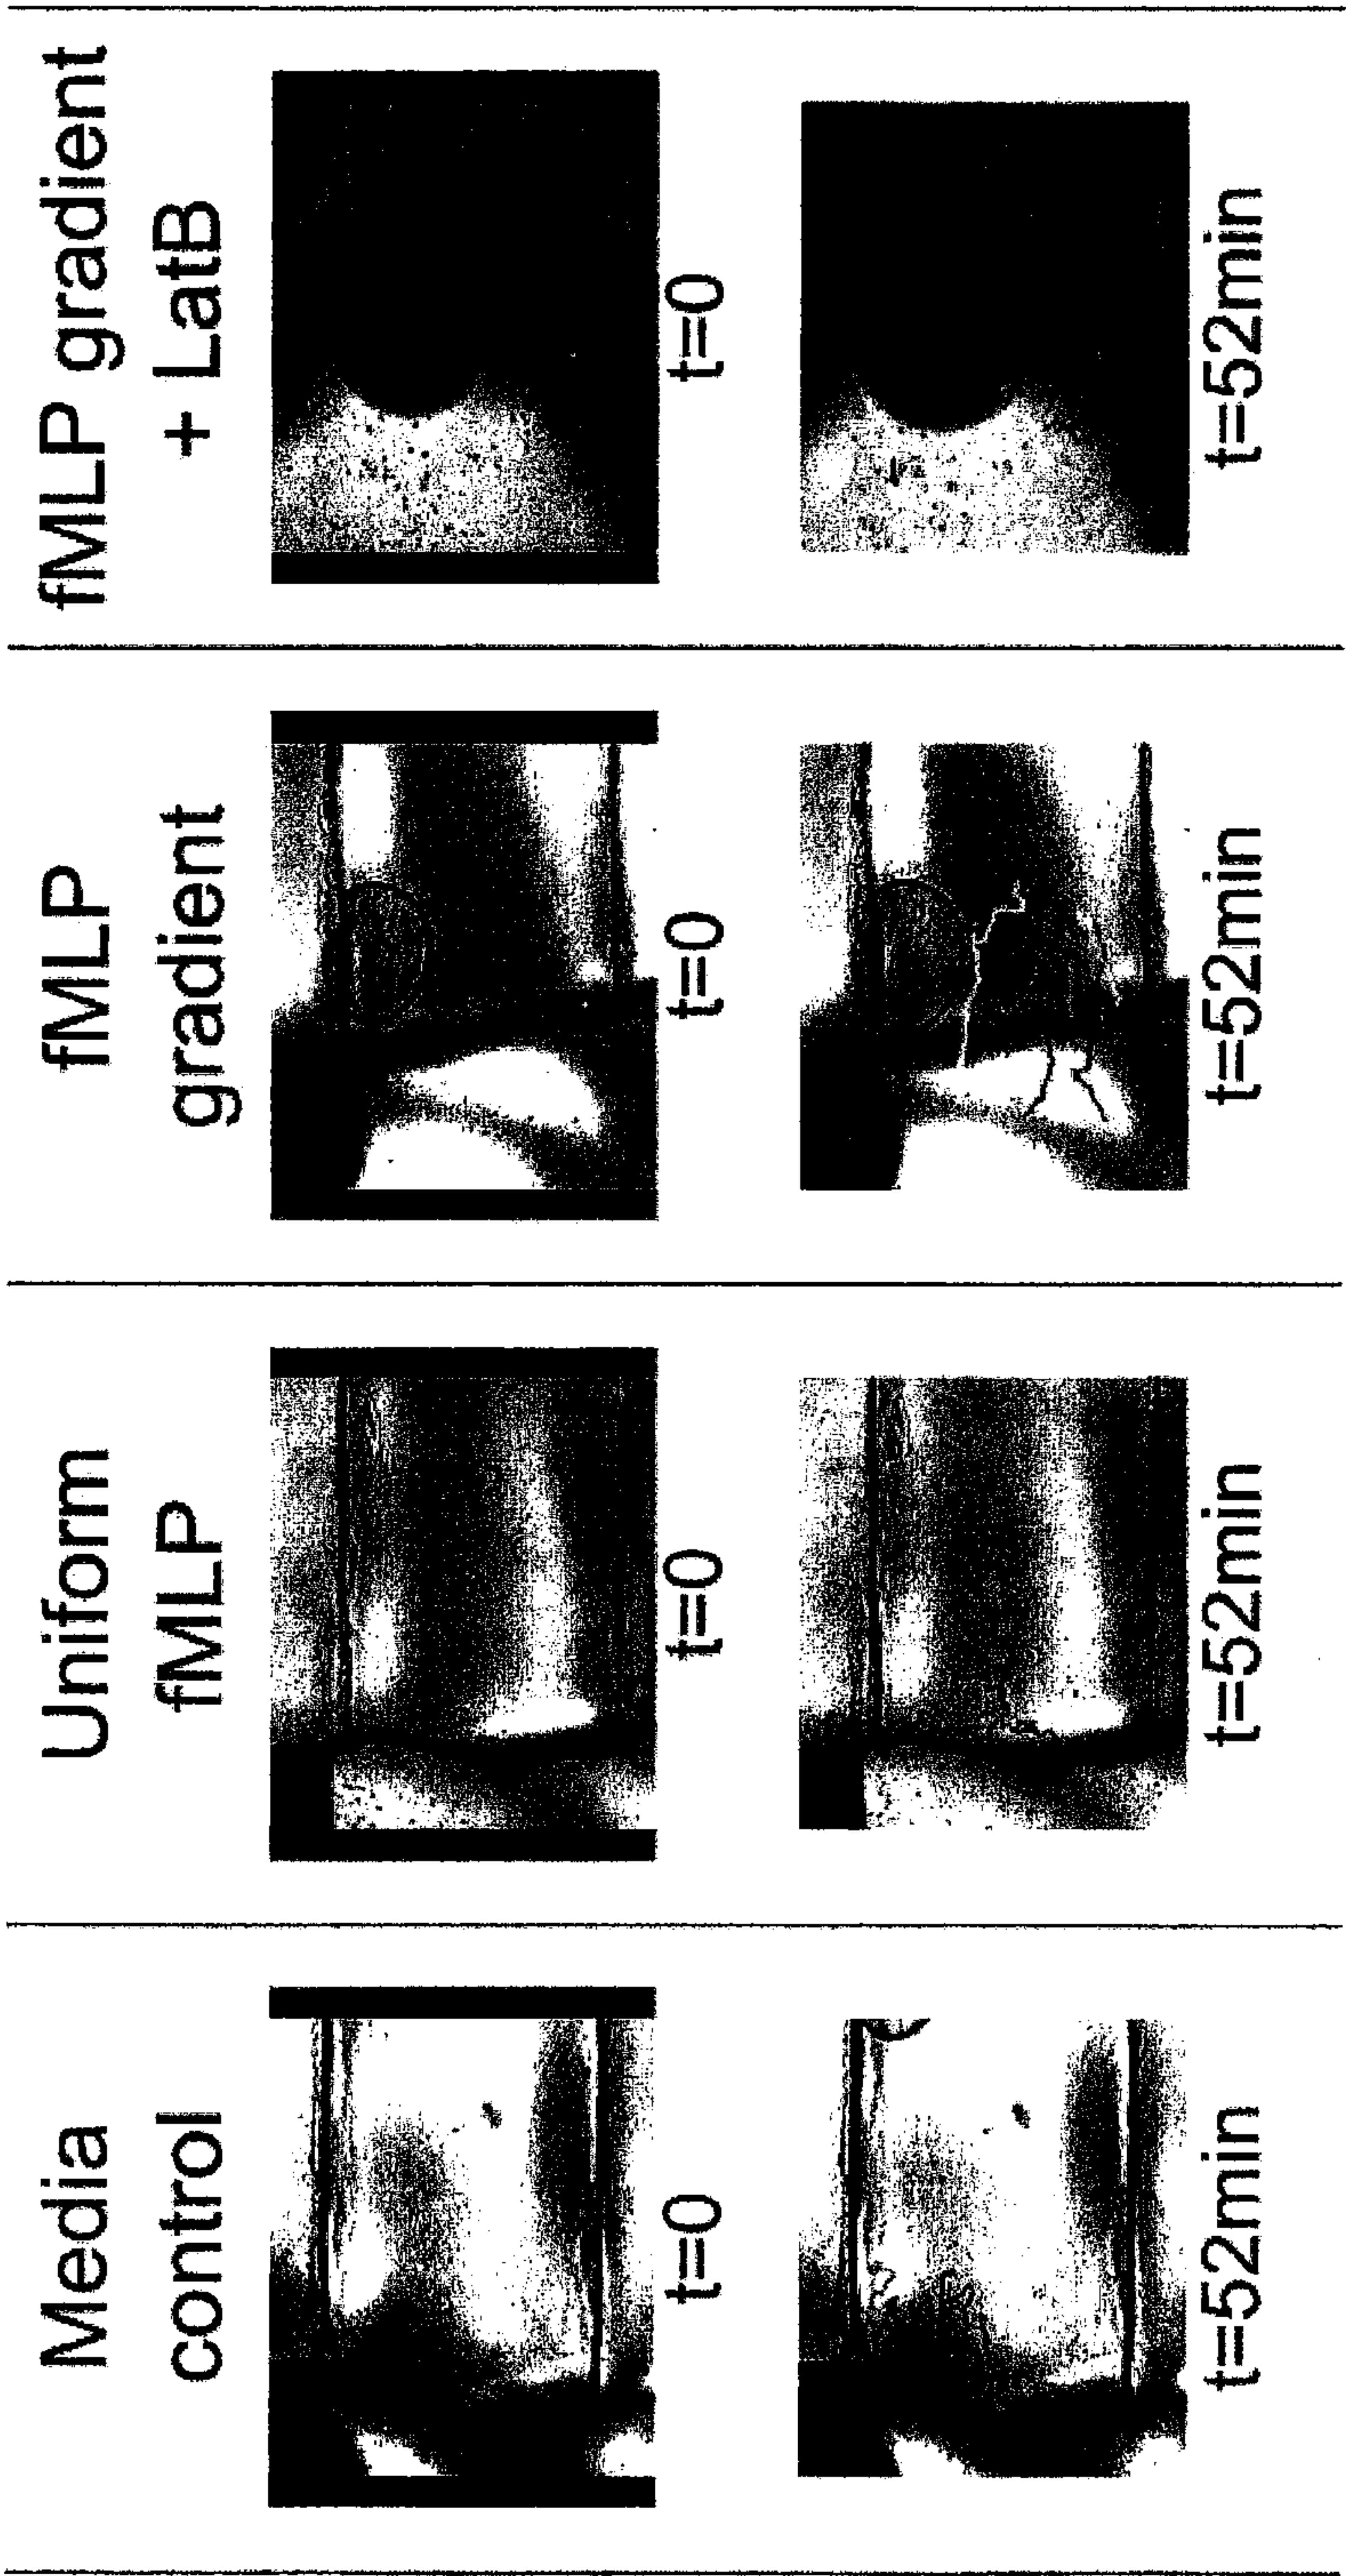 Media
control
t=0
t=52min
Uniform
fMLP
t=0
t=52min
fMLP
gradient
t=0
t=52min
fMLP gradient
+ LatB
t=0
t=52min